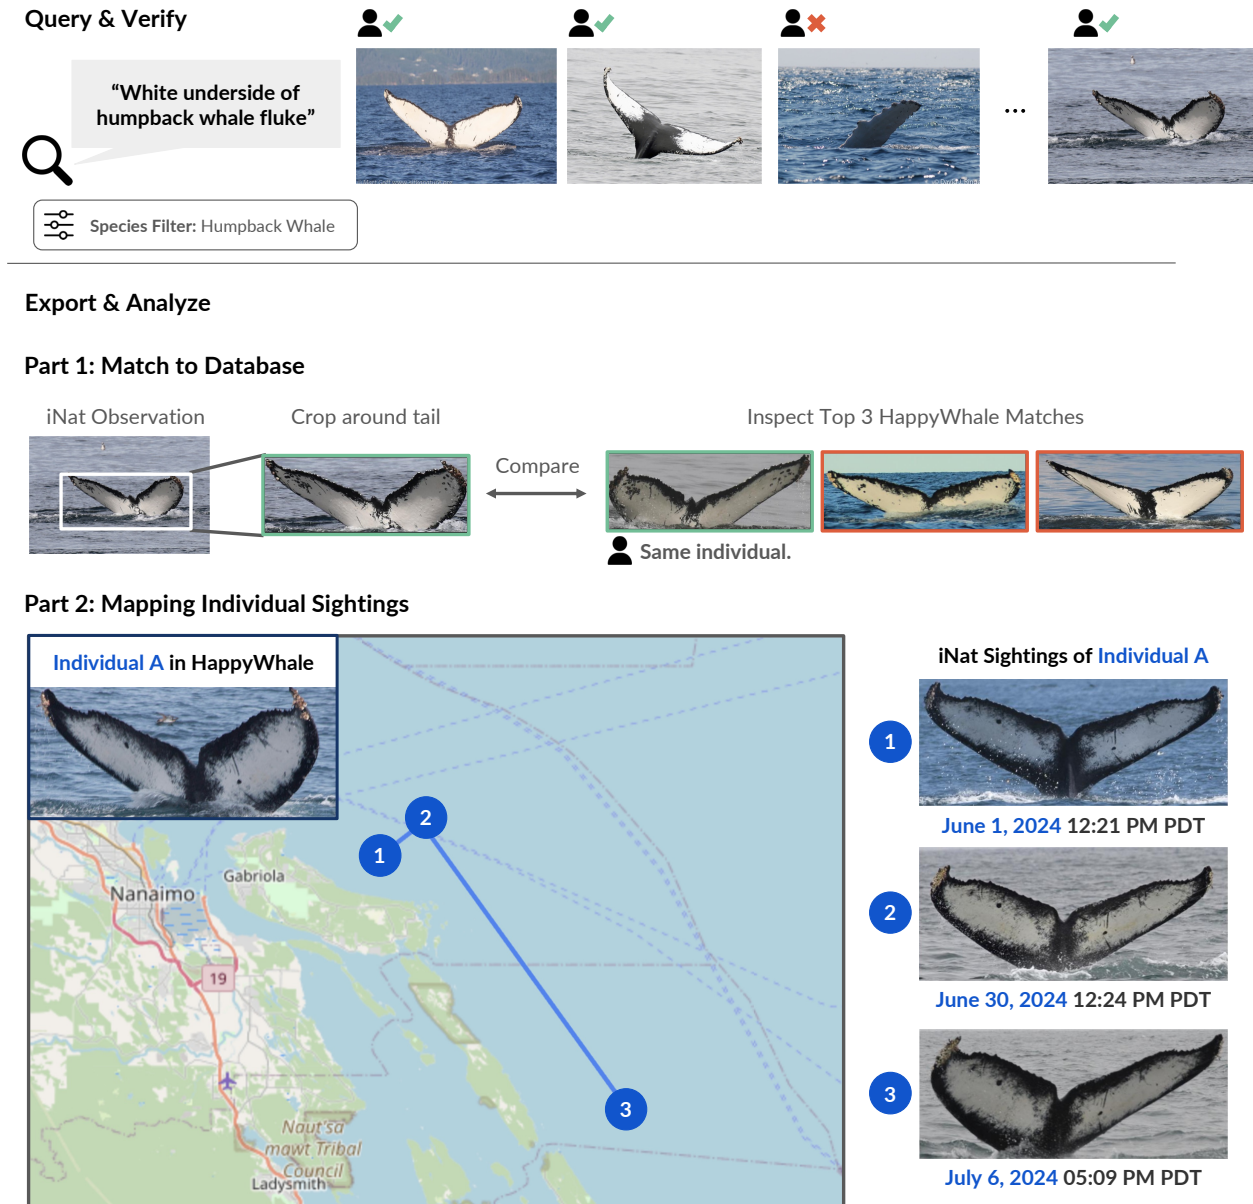 Query & Verify
“White underside of
humpback whale fluke”
...
Species Filter: Humpback Whale
Export & Analyze
Part 1: Match to Database
iNat Observation
Crop around tail
Inspect Top 3 HappyWhale Matches
Compare
Same individual.
Part 2: Mapping Individual Sightings
Individual A in HappyWhale
iNat Sightings of Individual A
1
June 1, 2024 12:21 PM PDT
2
June 30, 2024 12:24 PM PDT
3
July 6, 2024 05:09 PM PDT
2
1
Gabriola
Nanaimo
19
3
Naut'sa
mawt Tribal
Council
Ladysmith